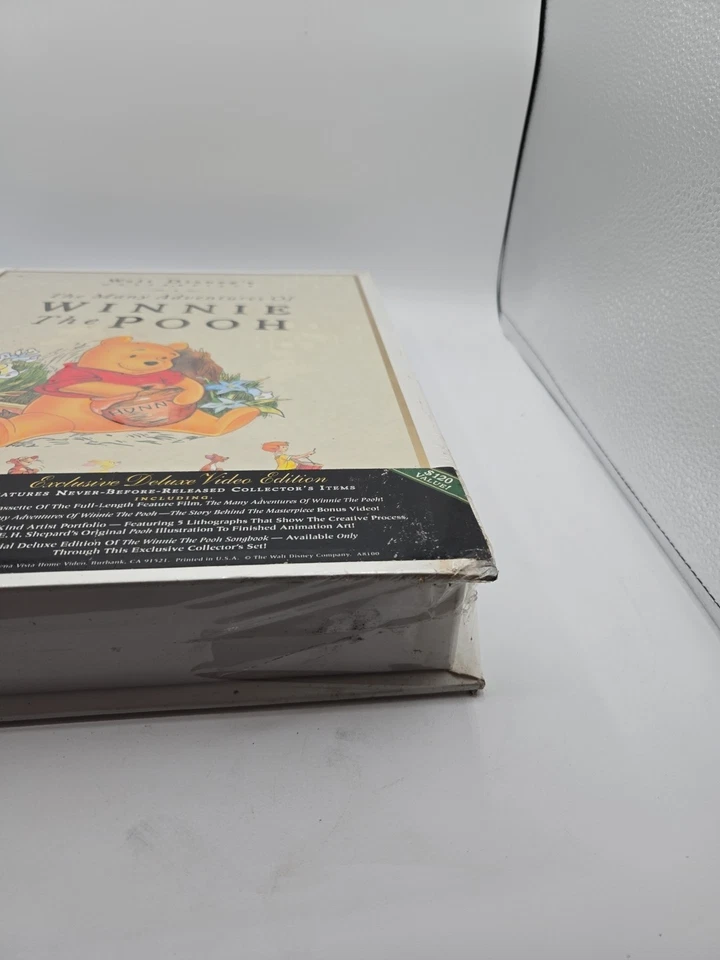 Walt Disney's
The Many Adventures Of
WINNIE
The POOH
HUNNY
Exclusive Deluxe Video Edition
Features Never-Before-Released Collector's Items
INCLUDING:
Cassette Of The Full-Length Feature Film, The Many Adventures Of Winnie The Pooh!
Many Adventures Of Winnie The Pooh—The Story Behind The Masterpiece Bonus Video!
Kind Artist Portfolio — Featuring 5 Lithographs That Show The Creative Process,
E. H. Shepard's Original Pooh Illustration To Finished Animation Art!
Deluxe Edition Of The Winnie The Pooh Songbook — Available Only
Through This Exclusive Collector's Set!
Vista Home Video, Burbank, CA 91521. Printed in U.S.A. © The Walt Disney Company.
$120
VALUE!